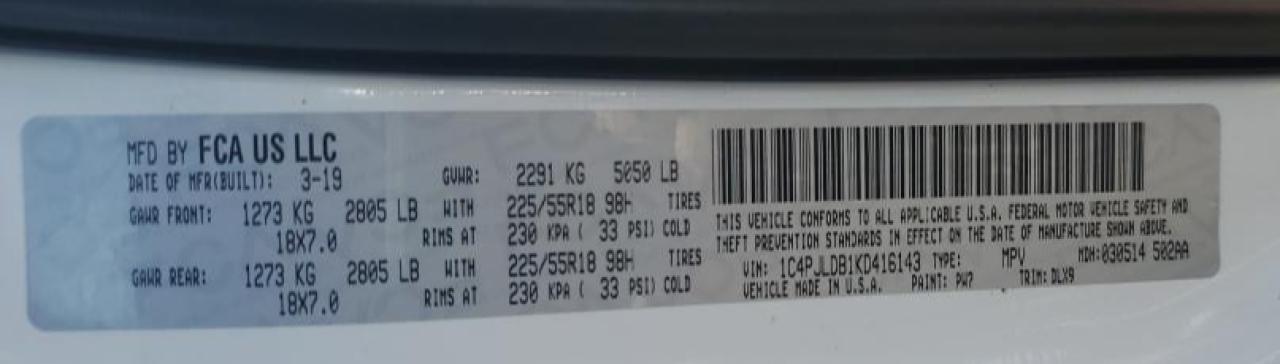 MFD BY FCA US LLC
DATE OF MFR(BUILT): 3-19 GVWR: 2291 KG 5050 LB
GAWR FRONT: 1273 KG 2805 LB WITH 225/55R18 98H TIRES
18X7.0 RIMS AT 230 KPA ( 33 PSI) COLD
GAWR REAR: 1273 KG 2805 LB WITH 225/55R18 98H TIRES
18X7.0 RIMS AT 230 KPA ( 33 PSI) COLD
THIS VEHICLE CONFORMS TO ALL APPLICABLE U.S.A. FEDERAL MOTOR VEHICLE SAFETY AND
THEFT PREVENTION STANDARDS IN EFFECT ON THE DATE OF MANUFACTURE SHOWN ABOVE.
VIN: 1C4PJLDB1KD416143 TYPE: MPV MDH:030514 502AA
VEHICLE MADE IN U.S.A. PAINT: PW7 TRIM: DLX9